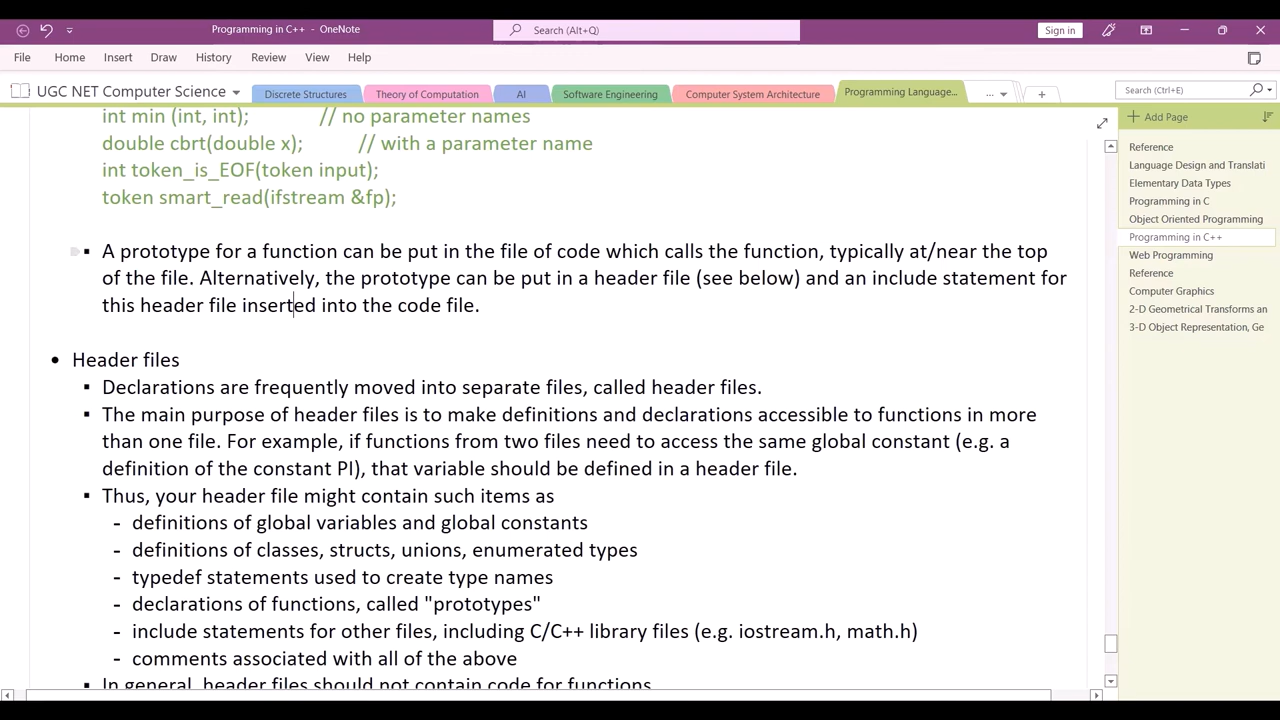 Programming in C++ - OneNote
Search (Alt+Q)
Sign in
File Home Insert Draw History Review View Help
UGC NET Computer Science
Discrete Structures
Theory of Computation
AI
Software Engineering
Computer System Architecture
Programming Language...
...
Search (Ctrl+E)
int min (int, int); // no parameter names
double cbrt(double x); // with a parameter name
int token_is_EOF(token input);
token smart_read(ifstream &fp);
▪ A prototype for a function can be put in the file of code which calls the function, typically at/near the top
of the file. Alternatively, the prototype can be put in a header file (see below) and an include statement for
this header file inserted into the code file.
• Header files
▪ Declarations are frequently moved into separate files, called header files.
▪ The main purpose of header files is to make definitions and declarations accessible to functions in more
than one file. For example, if functions from two files need to access the same global constant (e.g. a
definition of the constant PI), that variable should be defined in a header file.
▪ Thus, your header file might contain such items as
- definitions of global variables and global constants
- definitions of classes, structs, unions, enumerated types
- typedef statements used to create type names
- declarations of functions, called "prototypes"
- include statements for other files, including C/C++ library files (e.g. iostream.h, math.h)
- comments associated with all of the above
▪ In general, header files should not contain code for functions
Add Page
Reference
Language Design and Translati
Elementary Data Types
Programming in C
Object Oriented Programming
Programming in C++
Web Programming
Reference
Computer Graphics
2-D Geometrical Transforms an
3-D Object Representation, Ge